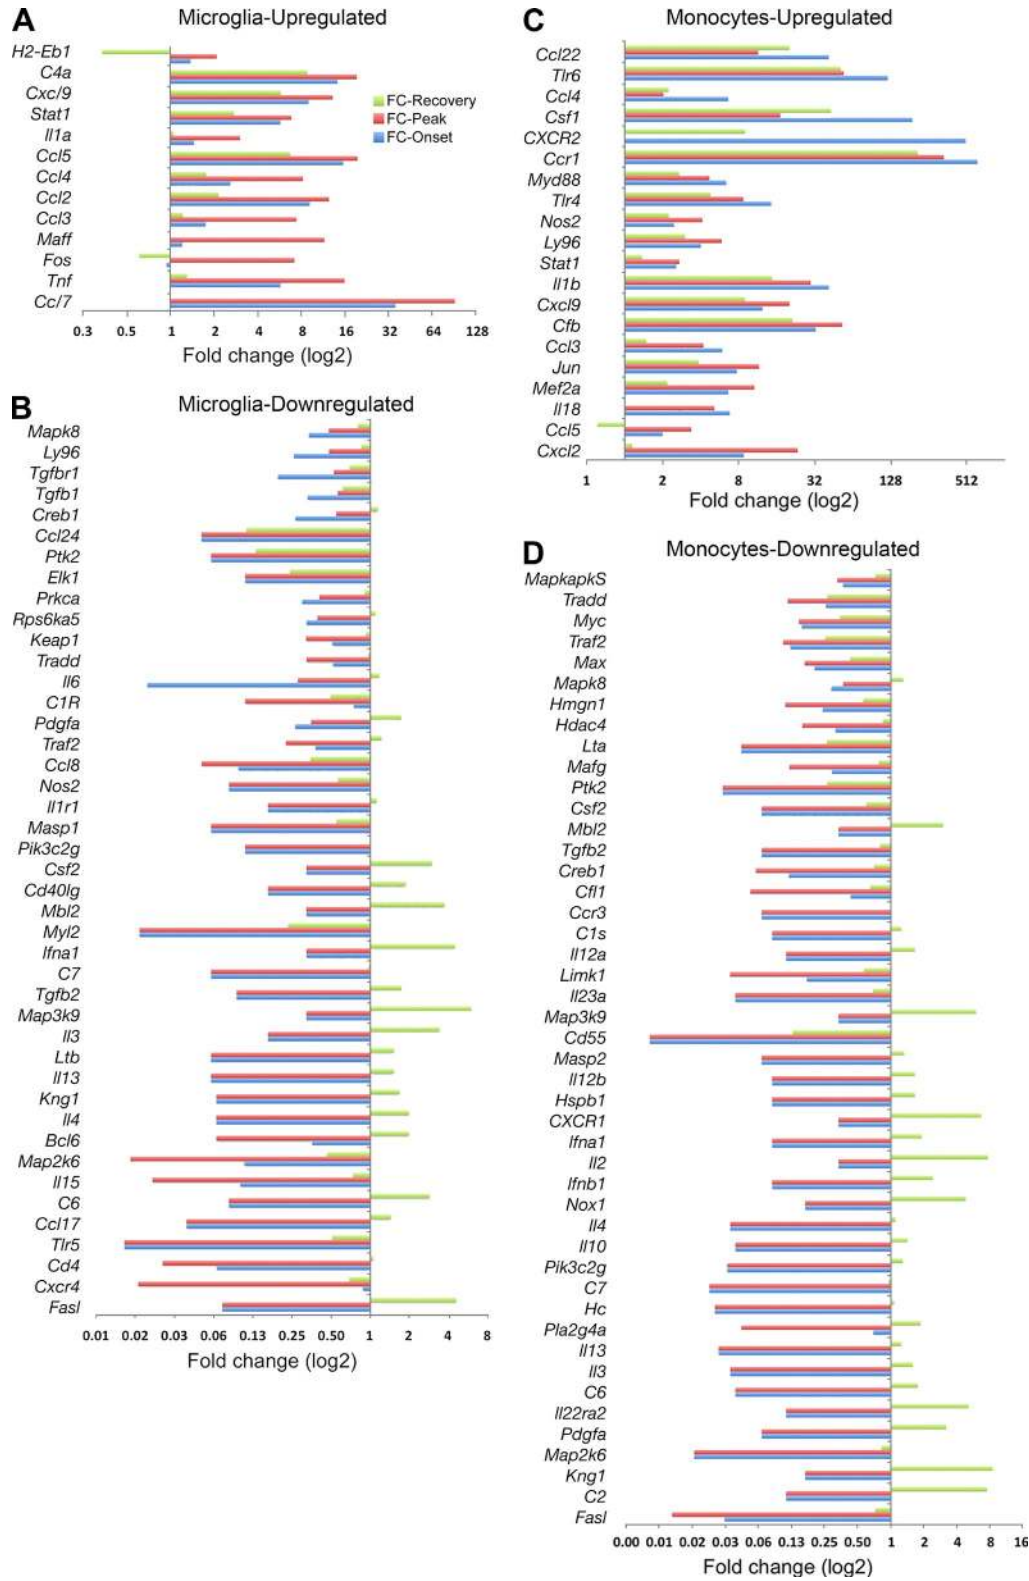 A
Microglia-Upregulated
H2-Eb1
C4a
Cxc/9
Stat1
Il1a
Ccl5
Ccl4
Ccl2
Ccl3
Maff
Fos
Tnf
Cc/7
FC-Recovery
FC-Peak
FC-Onset
0.3 0.5 1 2 4 8 16 32 64 128
Fold change (log2)
B
Microglia-Downregulated
Mapk8
Ly96
Tgfbr1
Tgfb1
Creb1
Ccl24
Ptk2
Elk1
Prkca
Rps6ka5
Keap1
Tradd
Il6
C1R
Pdgfa
Traf2
Ccl8
Nos2
Il1r1
Masp1
Pik3c2g
Csf2
Cd40lg
Mbl2
Myl2
Ifna1
C7
Tgfb2
Map3k9
Il3
Ltb
Il13
Kng1
Il4
Bcl6
Map2k6
Il15
C6
Ccl17
Tlr5
Cd4
Cxcr4
Fasl
0.01 0.02 0.03 0.06 0.13 0.25 0.50 1 2 4 8
Fold change (log2)
C
Monocytes-Upregulated
Ccl22
Tlr6
Ccl4
Csf1
CXCR2
Ccr1
Myd88
Tlr4
Nos2
Ly96
Stat1
Il1b
Cxcl9
Cfb
Ccl3
Jun
Mef2a
Il18
Ccl5
Cxcl2
1 2 8 32 128 512
Fold change (log2)
D
Monocytes-Downregulated
MapkapkS
Tradd
Myc
Traf2
Max
Mapk8
Hmgn1
Hdac4
Lta
Mafg
Ptk2
Csf2
Mbl2
Tgfb2
Creb1
Cfl1
Ccr3
C1s
Il12a
Limk1
Il23a
Map3k9
Cd55
Masp2
Il12b
Hspb1
CXCR1
Ifna1
Il2
Ifnb1
Nox1
Il4
Il10
Pik3c2g
C7
Hc
Pla2g4a
Il13
Il3
C6
Il22ra2
Pdgfa
Map2k6
Kng1
C2
Fasl
0.00 0.01 0.02 0.03 0.06 0.13 0.25 0.50 1 2 4 8 16
Fold change (log2)